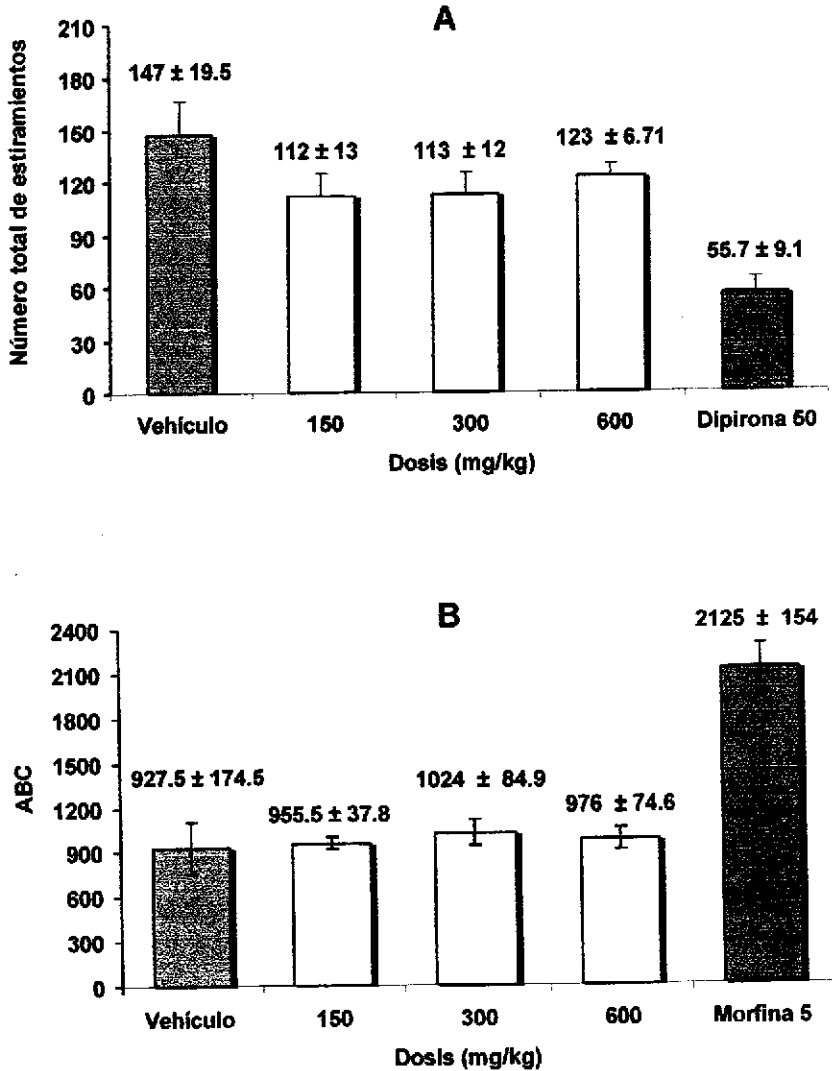 A
Número total de estiramientos
210
180
150
120
90
60
30
0
147 ± 19.5
112 ± 13
113 ± 12
123 ± 6.71
55.7 ± 9.1
Vehículo 150 300 600 Dipirona 50
Dosis (mg/kg)
B
ABC
2400
2100
1800
1500
1200
900
600
300
0
927.5 ± 174.5
955.5 ± 37.8
1024 ± 84.9
976 ± 74.6
2125 ± 154
Vehículo 150 300 600 Morfina 5
Dosis (mg/kg)